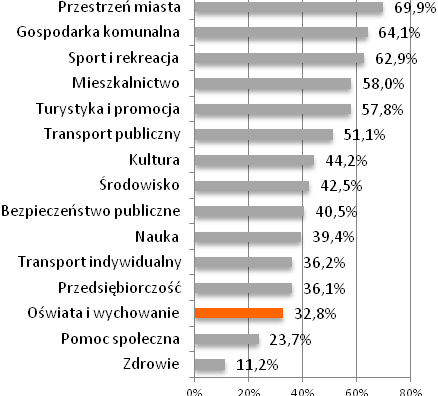 Przestrzeń miasta 69,9%
Gospodarka komunalna 64,1%
Sport i rekreacja 62,9%
Mieszkalnictwo 58,0%
Turystyka i promocja 57,8%
Transport publiczny 51,1%
Kultura 44,2%
Środowisko 42,5%
Bezpieczeństwo publiczne 40,5%
Nauka 39,4%
Transport indywidualny 36,2%
Przedsiębiorczość 36,1%
Oświata i wychowanie 32,8%
Pomoc społeczna 23,7%
Zdrowie 11,2%
0% 20% 40% 60% 80%